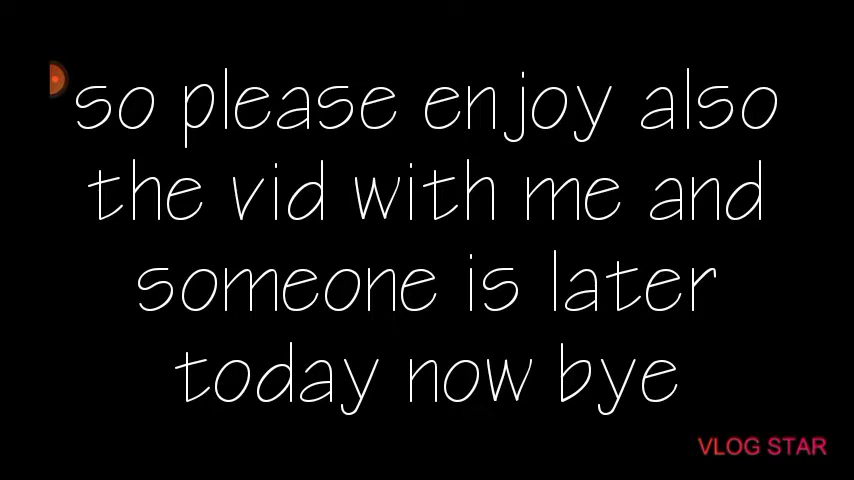 so please enjoy also
the vid with me and
someone is later
today now bye
VLOG STAR